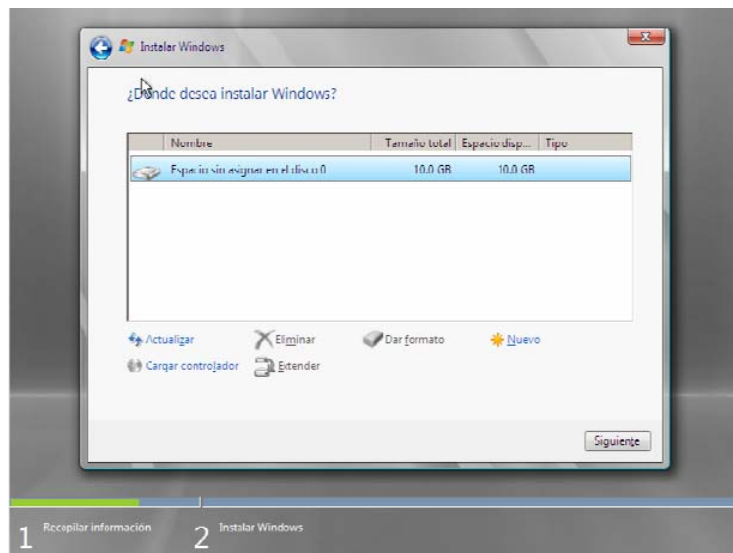 Instalar Windows
¿Dónde desea instalar Windows?
Nombre Tamaño total Espacio disp... Tipo
Espacio sin asignar en el disco 0 10.0 GB 10.0 GB
Actualizar Eliminar Dar formato Nuevo
Cargar controlador Extender
Siguiente
1 Recopilar información 2 Instalar Windows